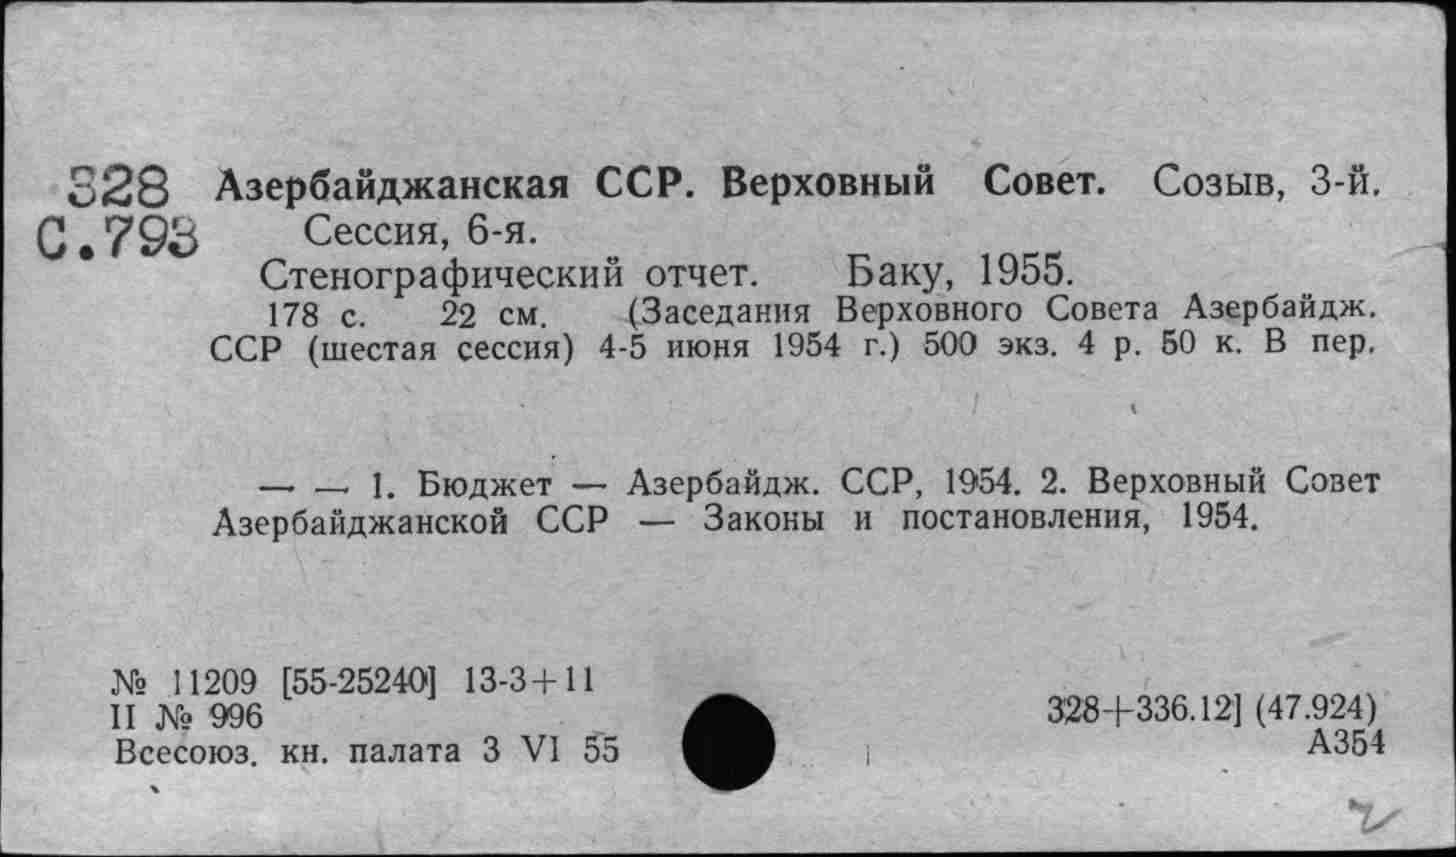 328 Азербайджанская ССР. Верховный Совет. Созыв, 3-й.
С.793 Сессия, 6-я.
Стенографический отчет. Баку, 1955.
178 с. 22 см. (Заседания Верховного Совета Азербайдж.
ССР (шестая сессия) 4-5 июня 1954 г.) 500 экз. 4 р. 50 к. В пер.
— — 1. Бюджет — Азербайдж. ССР, 1954. 2. Верховный Совет
Азербайджанской ССР — Законы и постановления, 1954.
№ 11209 [55-25240] 13-3+11
II № 996
328+336.12] (47.924)
Всесоюз. кн. палата 3 VI 55
А354